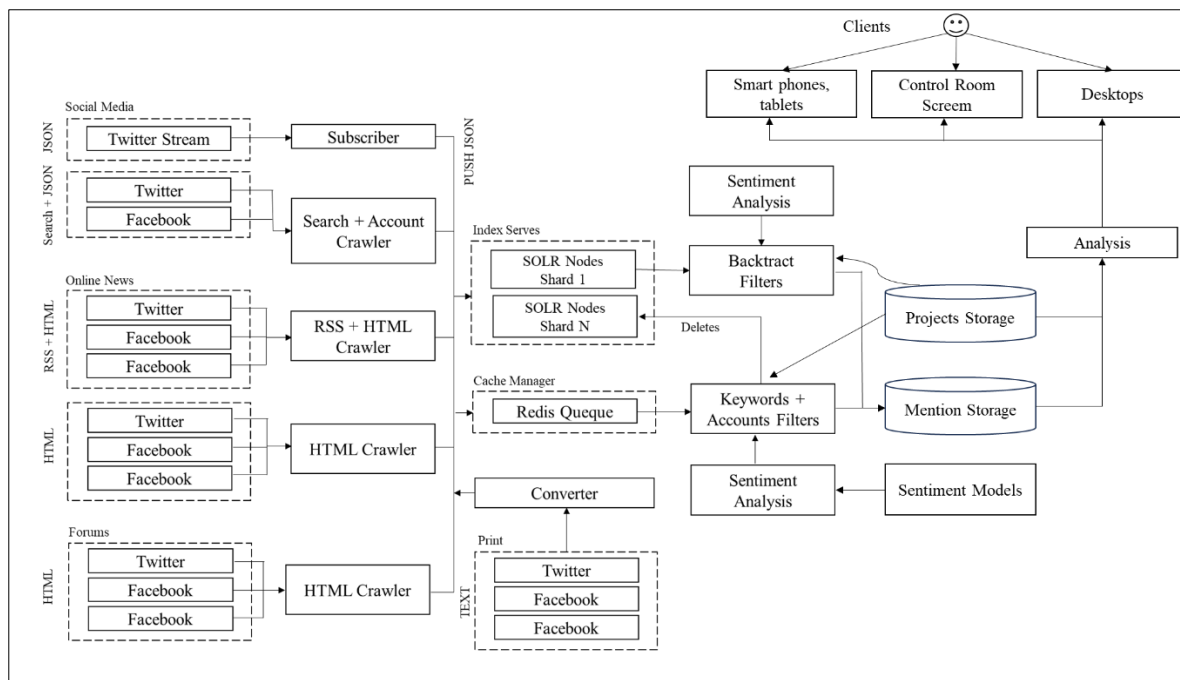 Clients
Smart phones,
tablets
Control Room
Screem
Desktops
Social Media
JSON
Twitter Stream
Subscriber
PUSH JSON
Search + JSON
Twitter
Facebook
Search + Account
Crawler
Sentiment
Analysis
Index Serves
SOLR Nodes
Shard 1
SOLR Nodes
Shard N
Backtract
Filters
Analysis
Projects Storage
Deletes
Online News
RSS + HTML
Twitter
Facebook
Facebook
RSS + HTML
Crawler
Cache Manager
Redis Queque
Keywords +
Accounts Filters
Mention Storage
HTML
Twitter
Facebook
Facebook
HTML Crawler
Converter
Sentiment
Analysis
Sentiment Models
Forums
HTML
Twitter
Facebook
Facebook
HTML Crawler
Print
TEXT
Twitter
Facebook
Facebook